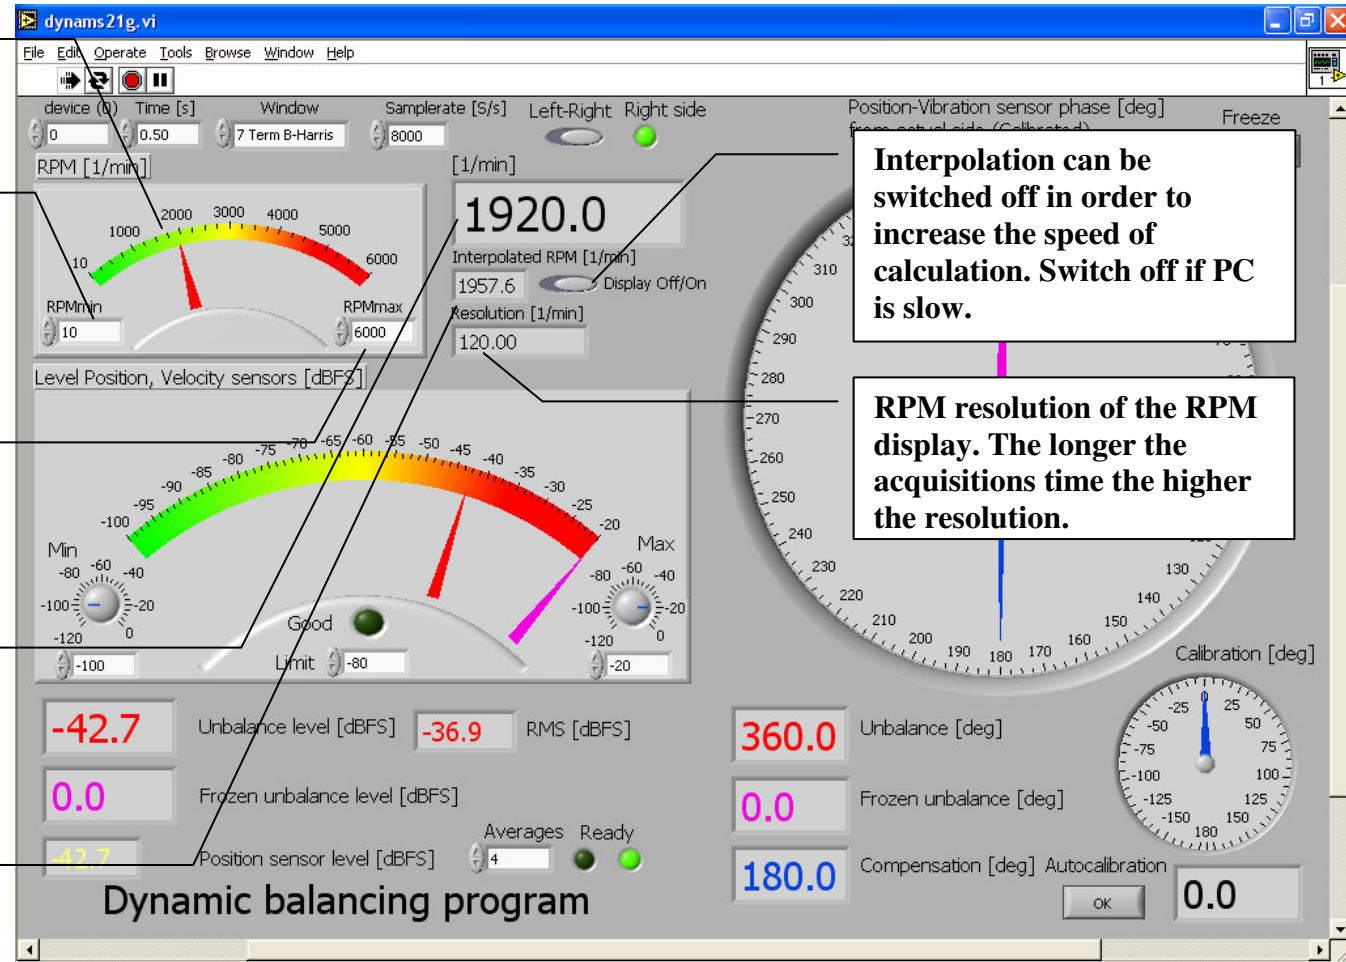 dynams21g.vi
File Edit Operate Tools Browse Window Help
1
device (0) Time [s] Window Samplerate [S/s] Left-Right Right side
0 0.50 7 Term B-Harris 8000
Position-Vibration sensor phase [deg]
from actual side (Calibrated)
Freeze
RPM [1/min]
10 1000 2000 3000 4000 5000 6000
RPMmin RPMmax
10 6000
[1/min]
1920.0
Interpolated RPM [1/min]
1957.6 Display Off/On
Resolution [1/min]
120.00
Interpolation can be
switched off in order to
increase the speed of
calculation. Switch off if PC
is slow.
RPM resolution of the RPM
display. The longer the
acquisitions time the higher
the resolution.
310
300
290
280
270
260
250
240
230
220
210
200
190 180 170 160
150
140
130
Level Position, Velocity sensors [dBFS]
-100 -95 -90 -85 -80 -75 -70 -65 -60 -55 -50 -45 -40 -35 -30 -25 -20
Min
-120 -100 -80 -60 -40 -20 0
-100
Good
Limit -80
Max
-120 -100 -80 -60 -40 -20 0
-20
-42.7 Unbalance level [dBFS] -36.9 RMS [dBFS]
0.0 Frozen unbalance level [dBFS]
-42.7 Position sensor level [dBFS]
Averages Ready
4
Dynamic balancing program
360.0 Unbalance [deg]
0.0 Frozen unbalance [deg]
180.0 Compensation [deg]
Calibration [deg]
-150 -125 -100 -75 -50 -25 0 25 50 75 100 125 150 180
Autocalibration
OK
0.0